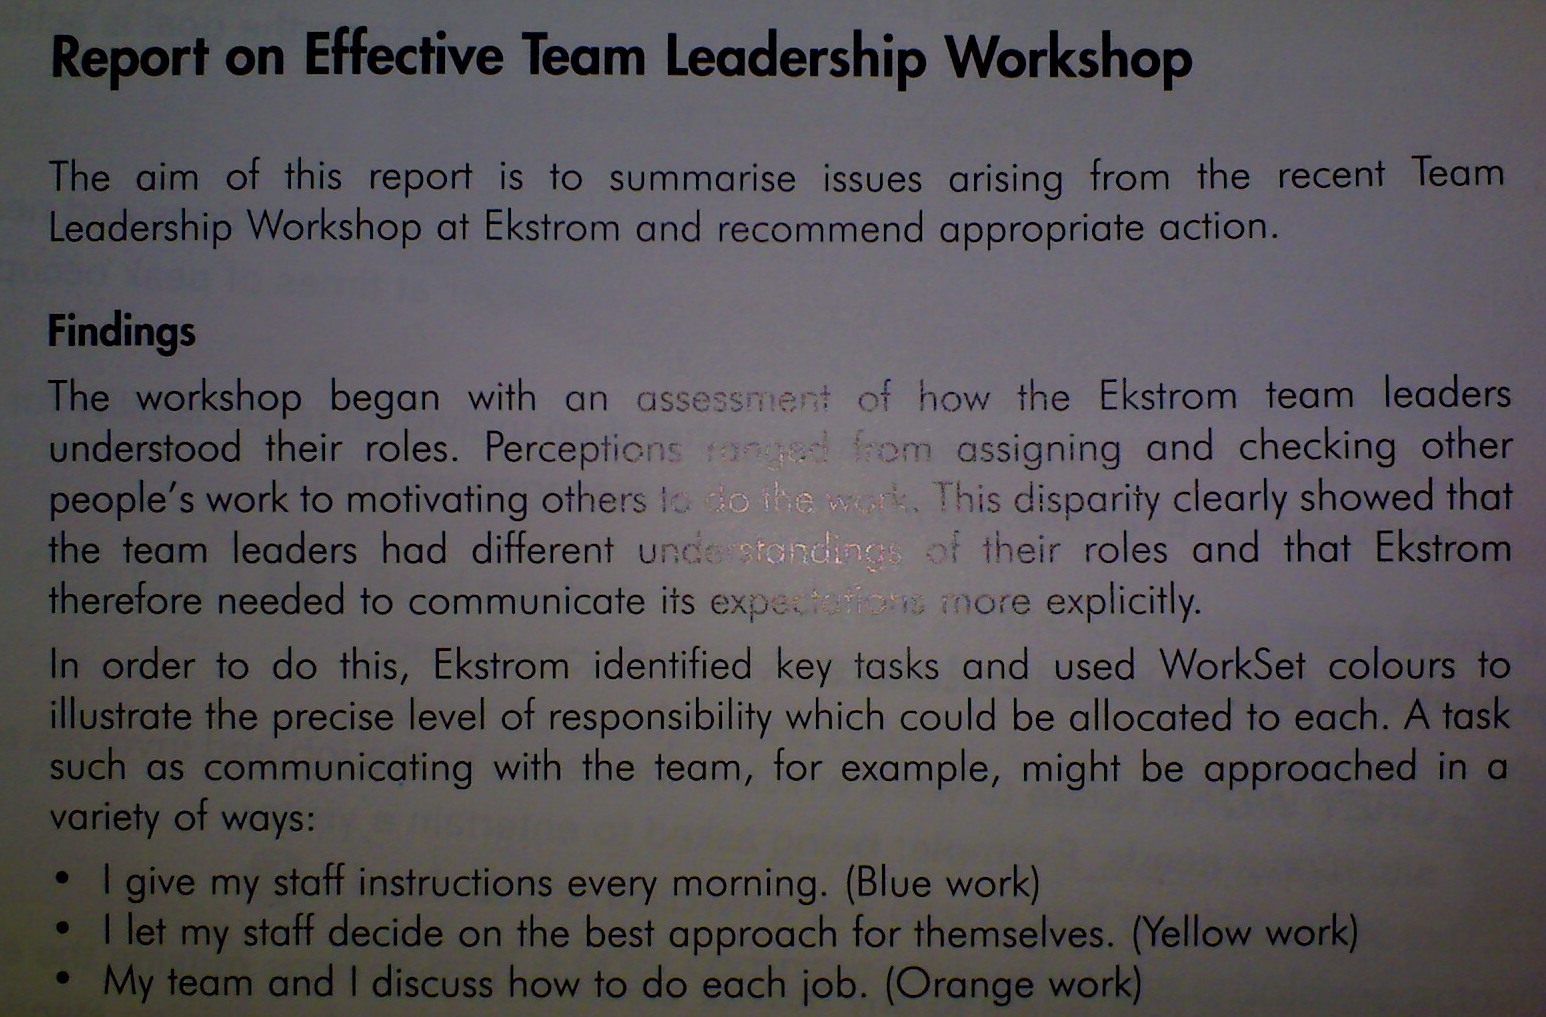 Report on Effective Team Leadership Workshop
The aim of this report is to summarise issues arising from the recent Team
Leadership Workshop at Ekstrom and recommend appropriate action.
Findings
The workshop began with an assessment of how the Ekstrom team leaders
understood their roles. Perceptions ranged from assigning and checking other
people's work to motivating others to do the work. This disparity clearly showed that
the team leaders had different understandings of their roles and that Ekstrom
therefore needed to communicate its expectations more explicitly.
In order to do this, Ekstrom identified key tasks and used WorkSet colours to
illustrate the precise level of responsibility which could be allocated to each. A task
such as communicating with the team, for example, might be approached in a
variety of ways:
• I give my staff instructions every morning. (Blue work)
• I let my staff decide on the best approach for themselves. (Yellow work)
• My team and I discuss how to do each job. (Orange work)